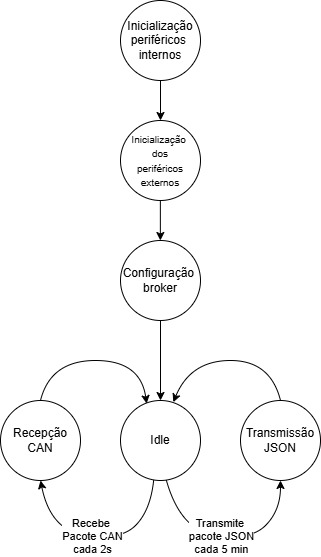 Inicialização
periféricos
internos
Inicialização
dos
periféricos
externos
Configuração
broker
Recepção
CAN
Idle
Transmissão
JSON
Recebe
Pacote CAN
cada 2s
Transmite
pacote JSON
cada 5 min